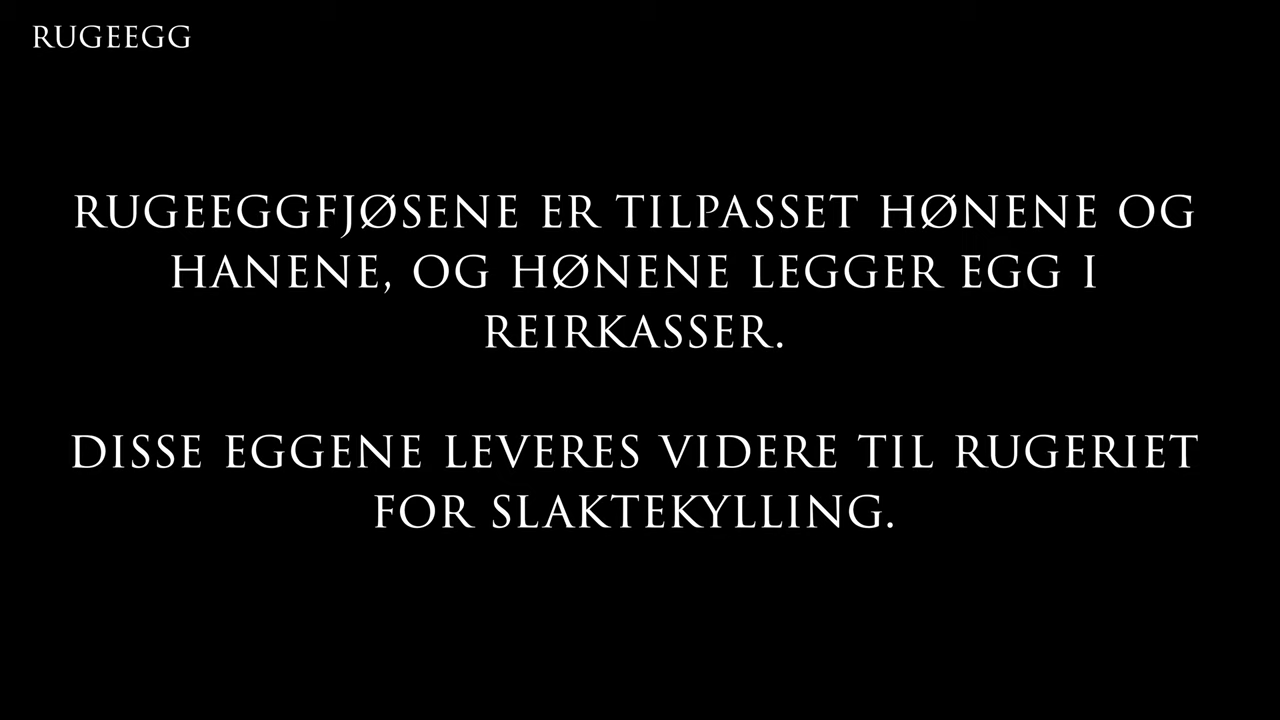 RUGEEGG
RUGEEGGFJØSENE ER TILPASSET HØNENE OG
HANENE, OG HØNENE LEGGER EGG I
REIRKASSER.
DISSE EGGENE LEVERES VIDERE TIL RUGERIET
FOR SLAKTEKYLLING.